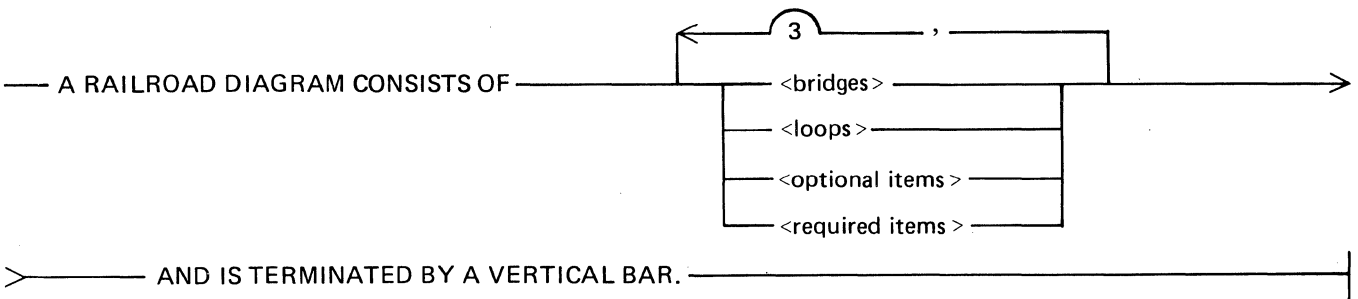 3 ,
A RAILROAD DIAGRAM CONSISTS OF <bridges>
<loops>
<optional items>
<required items>
AND IS TERMINATED BY A VERTICAL BAR.